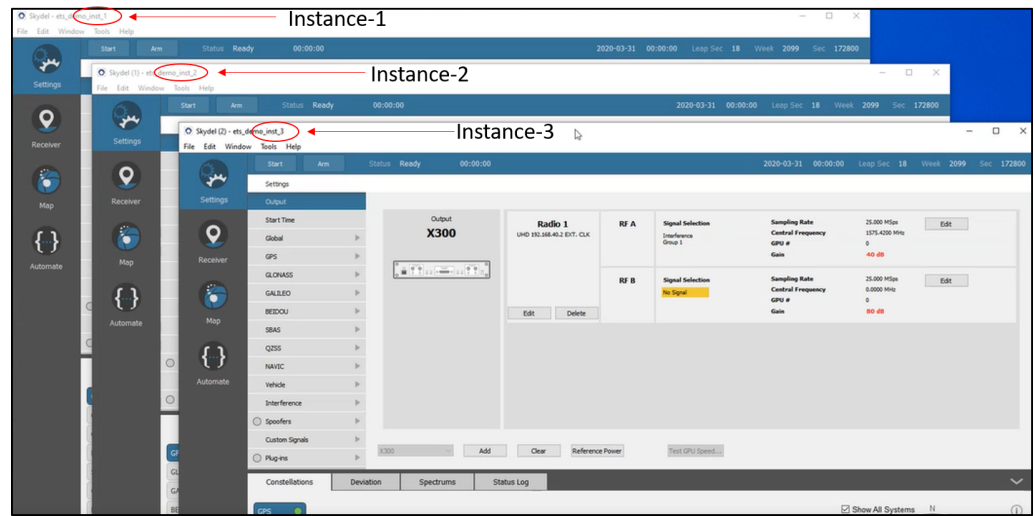 Skydel - ets_demo_inst_1
Instance-1
File Edit Window Tools Help
Start Arm Status Ready 00:00:00 2020-03-31 00:00:00 Leap Sec 18 Week 2099 Sec 172800
Settings
Receiver
Map
Automate
Skydel (1) - ets_demo_inst_2
Instance-2
File Edit Window Tools Help
Start Arm Status Ready 00:00:00 2020-03-31 00:00:00 Leap Sec 18 Week 2099 Sec 172800
Settings
Receiver
Map
Automate
Skydel (2) - ets_demo_inst_3
Instance-3
File Edit Window Tools Help
Start Arm Status Ready 00:00:00 2020-03-31 00:00:00 Leap Sec 18 Week 2099 Sec 172800
Settings
Receiver
Map
Automate
Settings
Output
Start Time
Global
GPS
GLONASS
GALILEO
BEIDOU
SBAS
QZSS
NAVIC
Vehicle
Interference
Spoofers
Custom Signals
Plug-ins
Output
X300
Radio 1
UHD 192.168.40.2 EXT. CLK
Edit Delete
RF A
Signal Selection
Interference
Group 1
Sampling Rate 25.000 MSps
Central Frequency 1575.4200 MHz
GPU # 0
Gain 40 dB
Edit
RF B
Signal Selection
No Signal
Sampling Rate 25.000 MSps
Central Frequency 0.0000 MHz
GPU # 0
Gain 80 dB
Edit
X300 Add Clear Reference Power Test GPU Speed...
Constellations Deviation Spectrums Status Log
GPS Show All Systems N